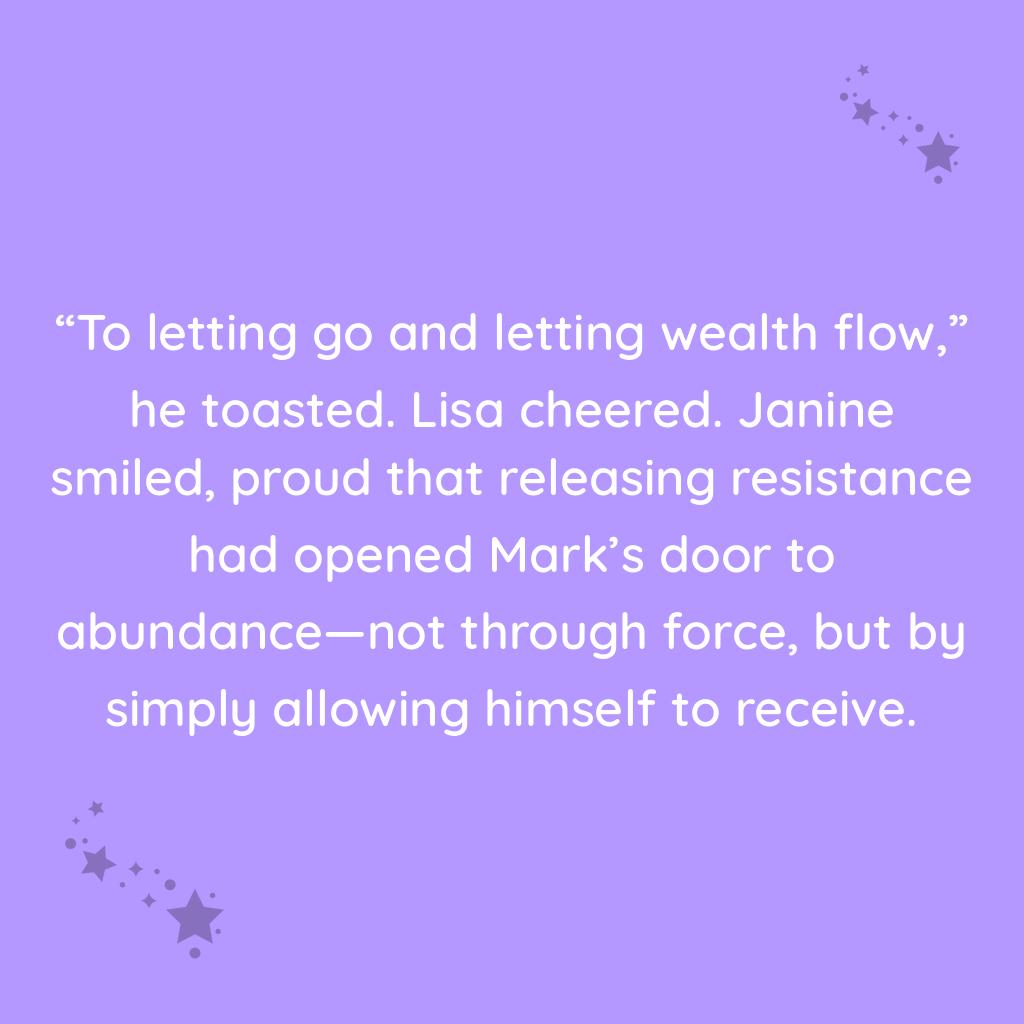 “To letting go and letting wealth flow,”
he toasted. Lisa cheered. Janine
smiled, proud that releasing resistance
had opened Mark’s door to
abundance—not through force, but by
simply allowing himself to receive.